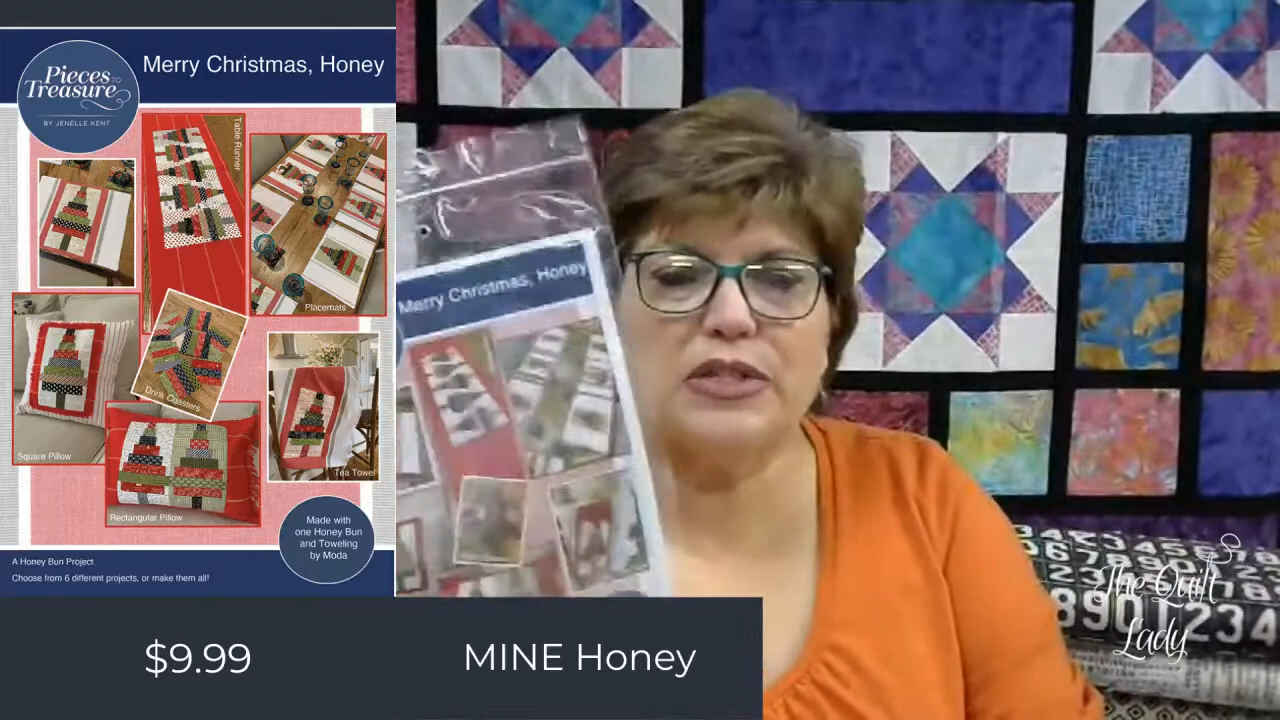 Merry Christmas, Honey
Pieces TO
Treasure
BY JENELLE KENT
Table Runner
Placemats
Drink Coasters
Square Pillow
Tea Towel
Rectangular Pillow
Made with
one Honey Bun
and Toweling
by Moda
A Honey Bun Project.
Choose from 6 different projects, or make them all!
$9.99
MINE Honey
Merry Christmas, Honey
The Quilt
Lady